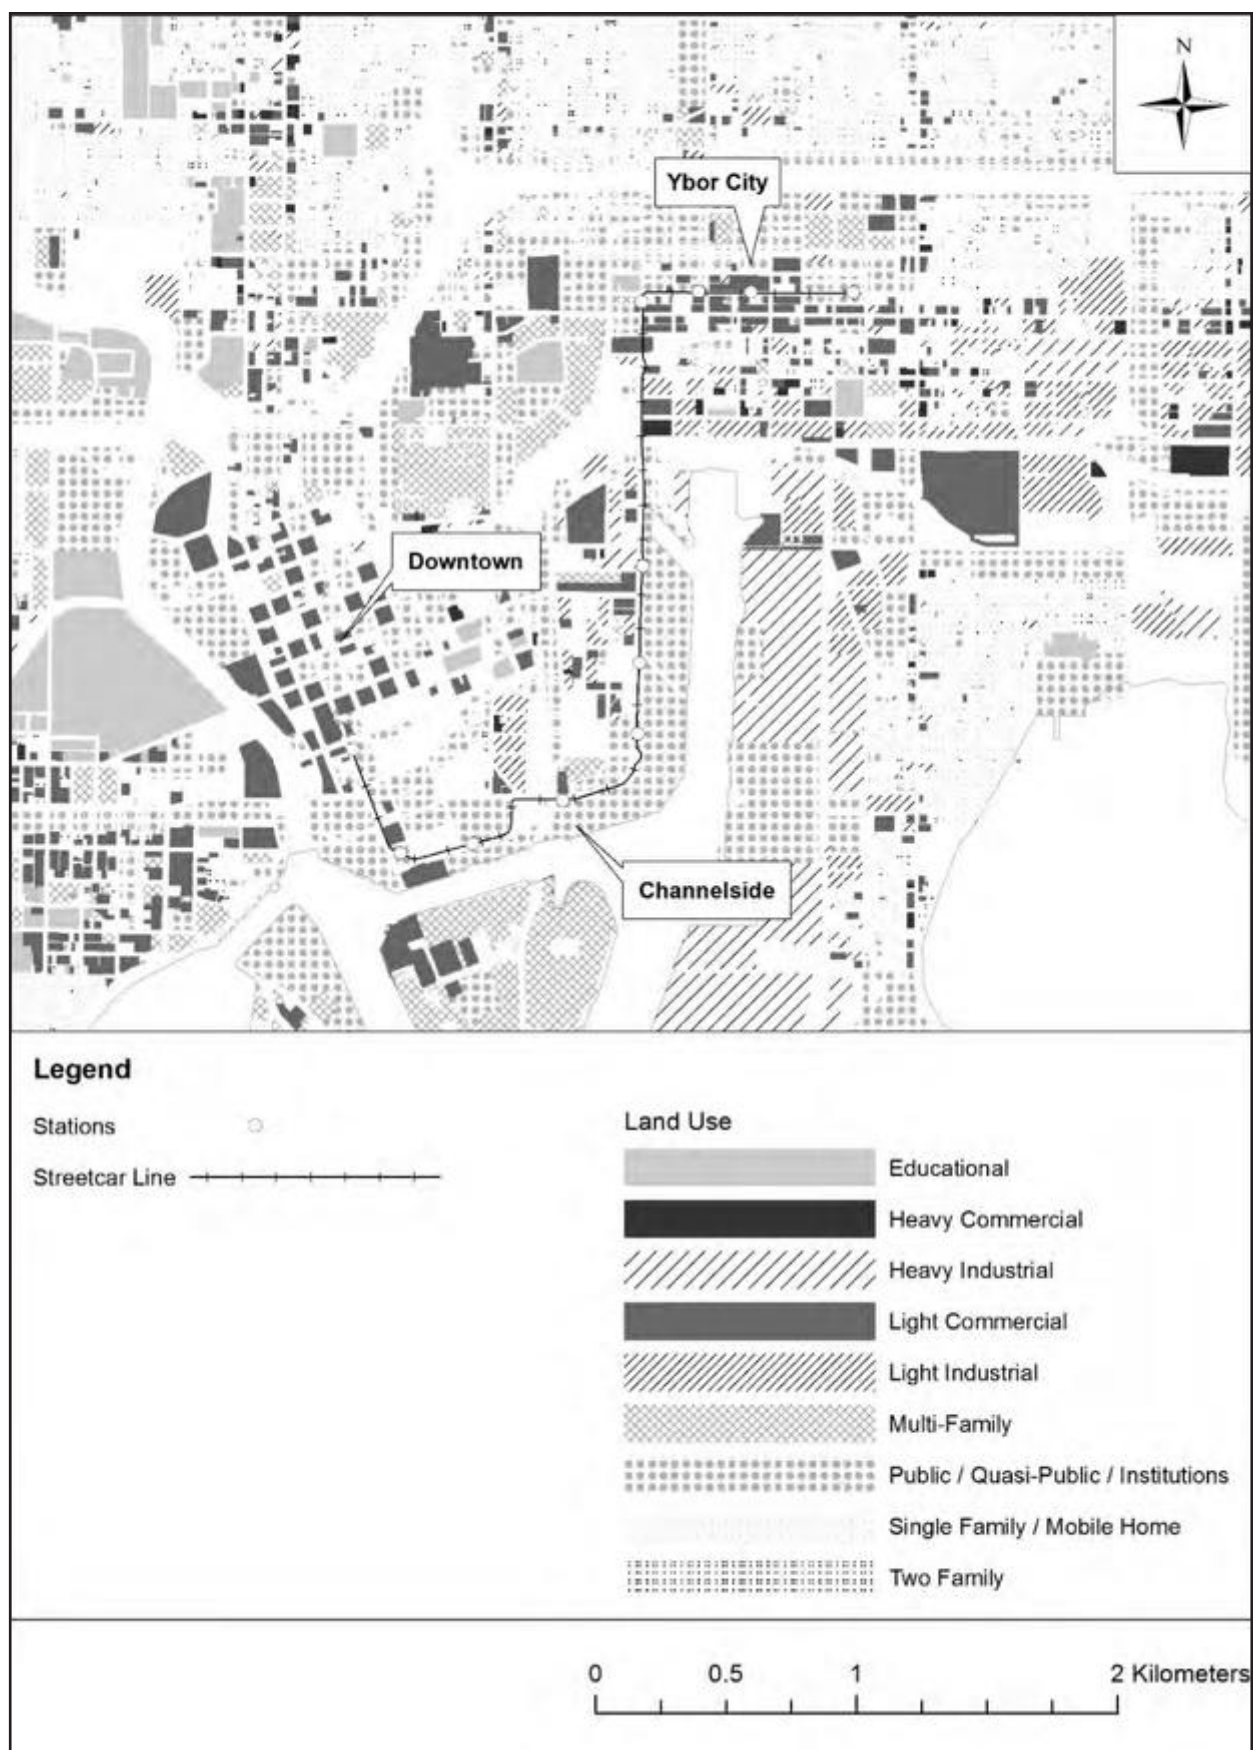 N
Ybor City
Downtown
Channelside
Legend
Stations
Streetcar Line
Land Use
Educational
Heavy Commercial
Heavy Industrial
Light Commercial
Light Industrial
Multi-Family
Public / Quasi-Public / Institutions
Single Family / Mobile Home
Two Family
0 0.5 1 2 Kilometers